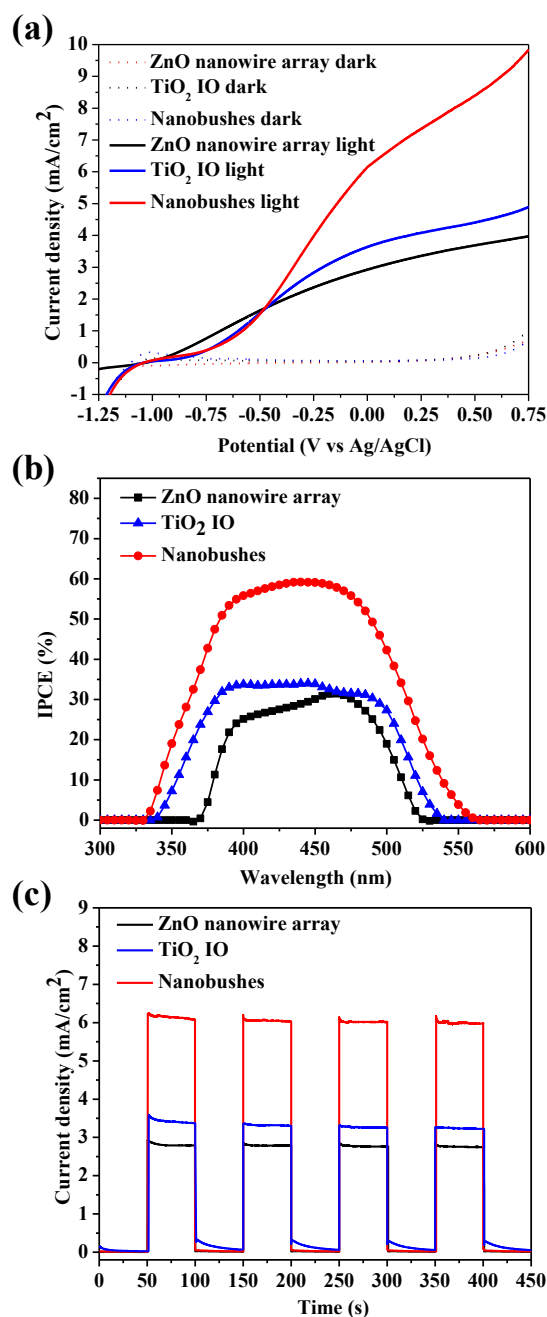 (a)
10
9
8
7
6
5
4
3
2
1
0
-1
Current density (mA/cm²)
ZnO nanowire array dark
TiO₂ IO dark
Nanobushes dark
ZnO nanowire array light
TiO₂ IO light
Nanobushes light
-1.25 -1.00 -0.75 -0.50 -0.25 0.00 0.25 0.50 0.75
Potential (V vs Ag/AgCl)
(b)
80
70
60
50
40
30
20
10
0
IPCE (%)
ZnO nanowire array
TiO₂ IO
Nanobushes
300 350 400 450 500 550 600
Wavelength (nm)
(c)
9
8
7
6
5
4
3
2
1
0
Current density (mA/cm²)
ZnO nanowire array
TiO₂ IO
Nanobushes
0 50 100 150 200 250 300 350 400 450
Time (s)